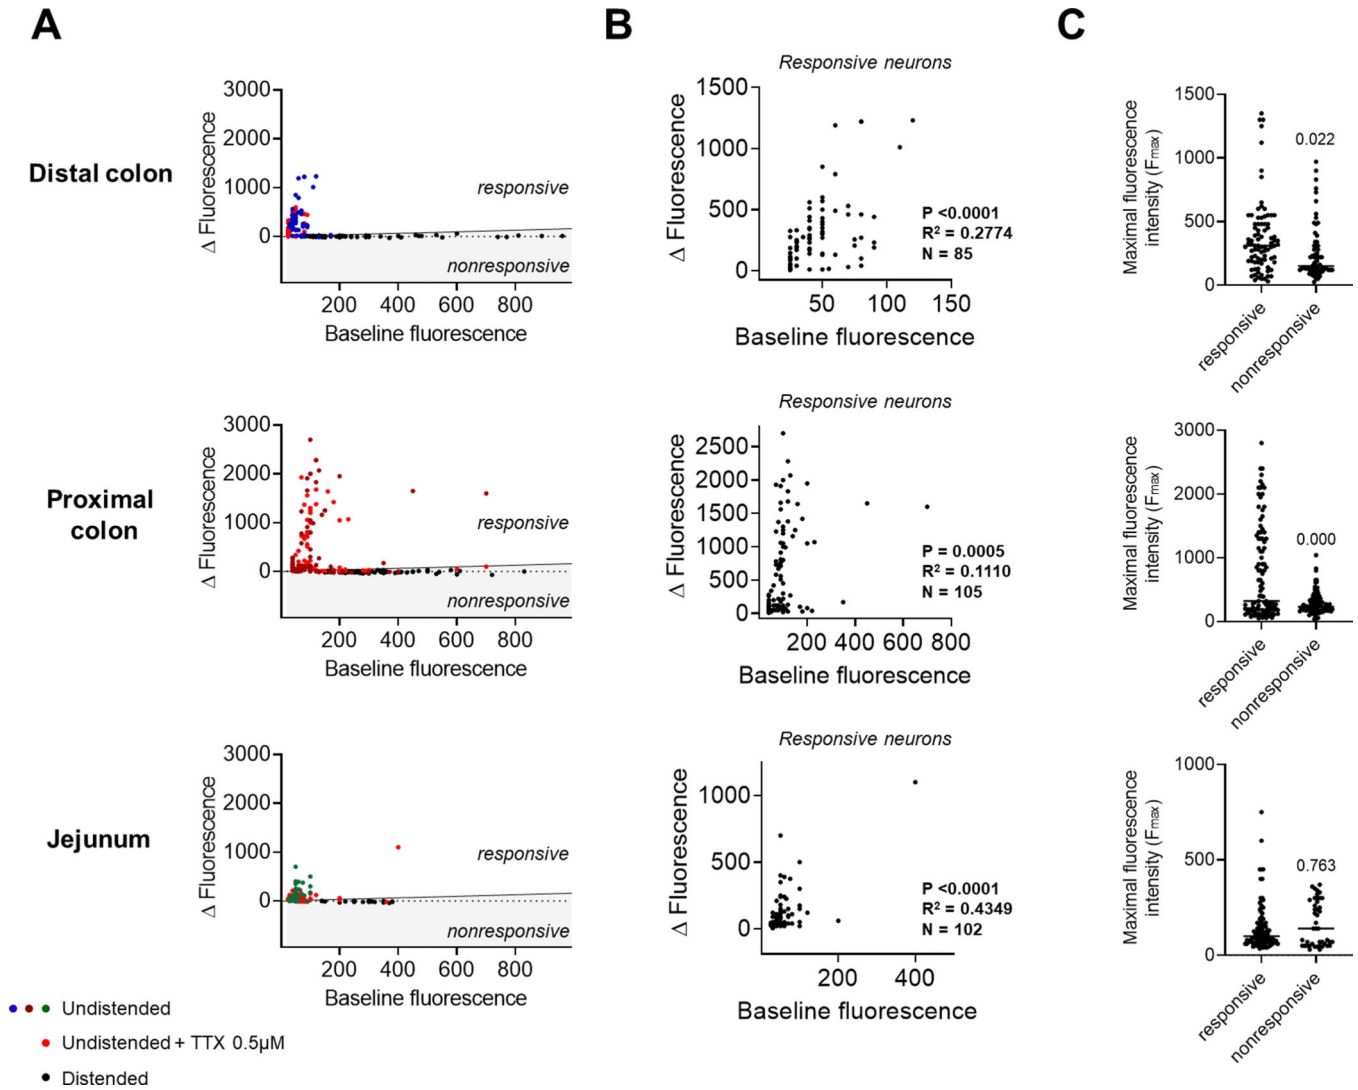 A
B
C
Distal colon
Δ Fluorescence
3000
2000
1000
0
responsive
nonresponsive
200
400
600
800
Baseline fluorescence
Responsive neurons
Δ Fluorescence
1500
1000
500
0
P <0.0001
R² = 0.2774
N = 85
50
100
150
Baseline fluorescence
Maximal fluorescence
intensity (Fmax)
1500
1000
500
0
0.022
responsive
nonresponsive
Proximal
colon
Δ Fluorescence
3000
2000
1000
0
responsive
nonresponsive
200
400
600
800
Baseline fluorescence
Responsive neurons
Δ Fluorescence
2500
2000
1500
1000
500
0
P = 0.0005
R² = 0.1110
N = 105
200
400
600
800
Baseline fluorescence
Maximal fluorescence
intensity (Fmax)
3000
2000
1000
0
0.000
responsive
nonresponsive
Jejunum
Δ Fluorescence
3000
2000
1000
0
responsive
nonresponsive
200
400
600
800
Baseline fluorescence
Responsive neurons
Δ Fluorescence
1000
500
0
P <0.0001
R² = 0.4349
N = 102
200
400
Baseline fluorescence
Maximal fluorescence
intensity (Fmax)
1000
500
0
0.763
responsive
nonresponsive
Undistended
Undistended + TTX 0.5µM
Distended